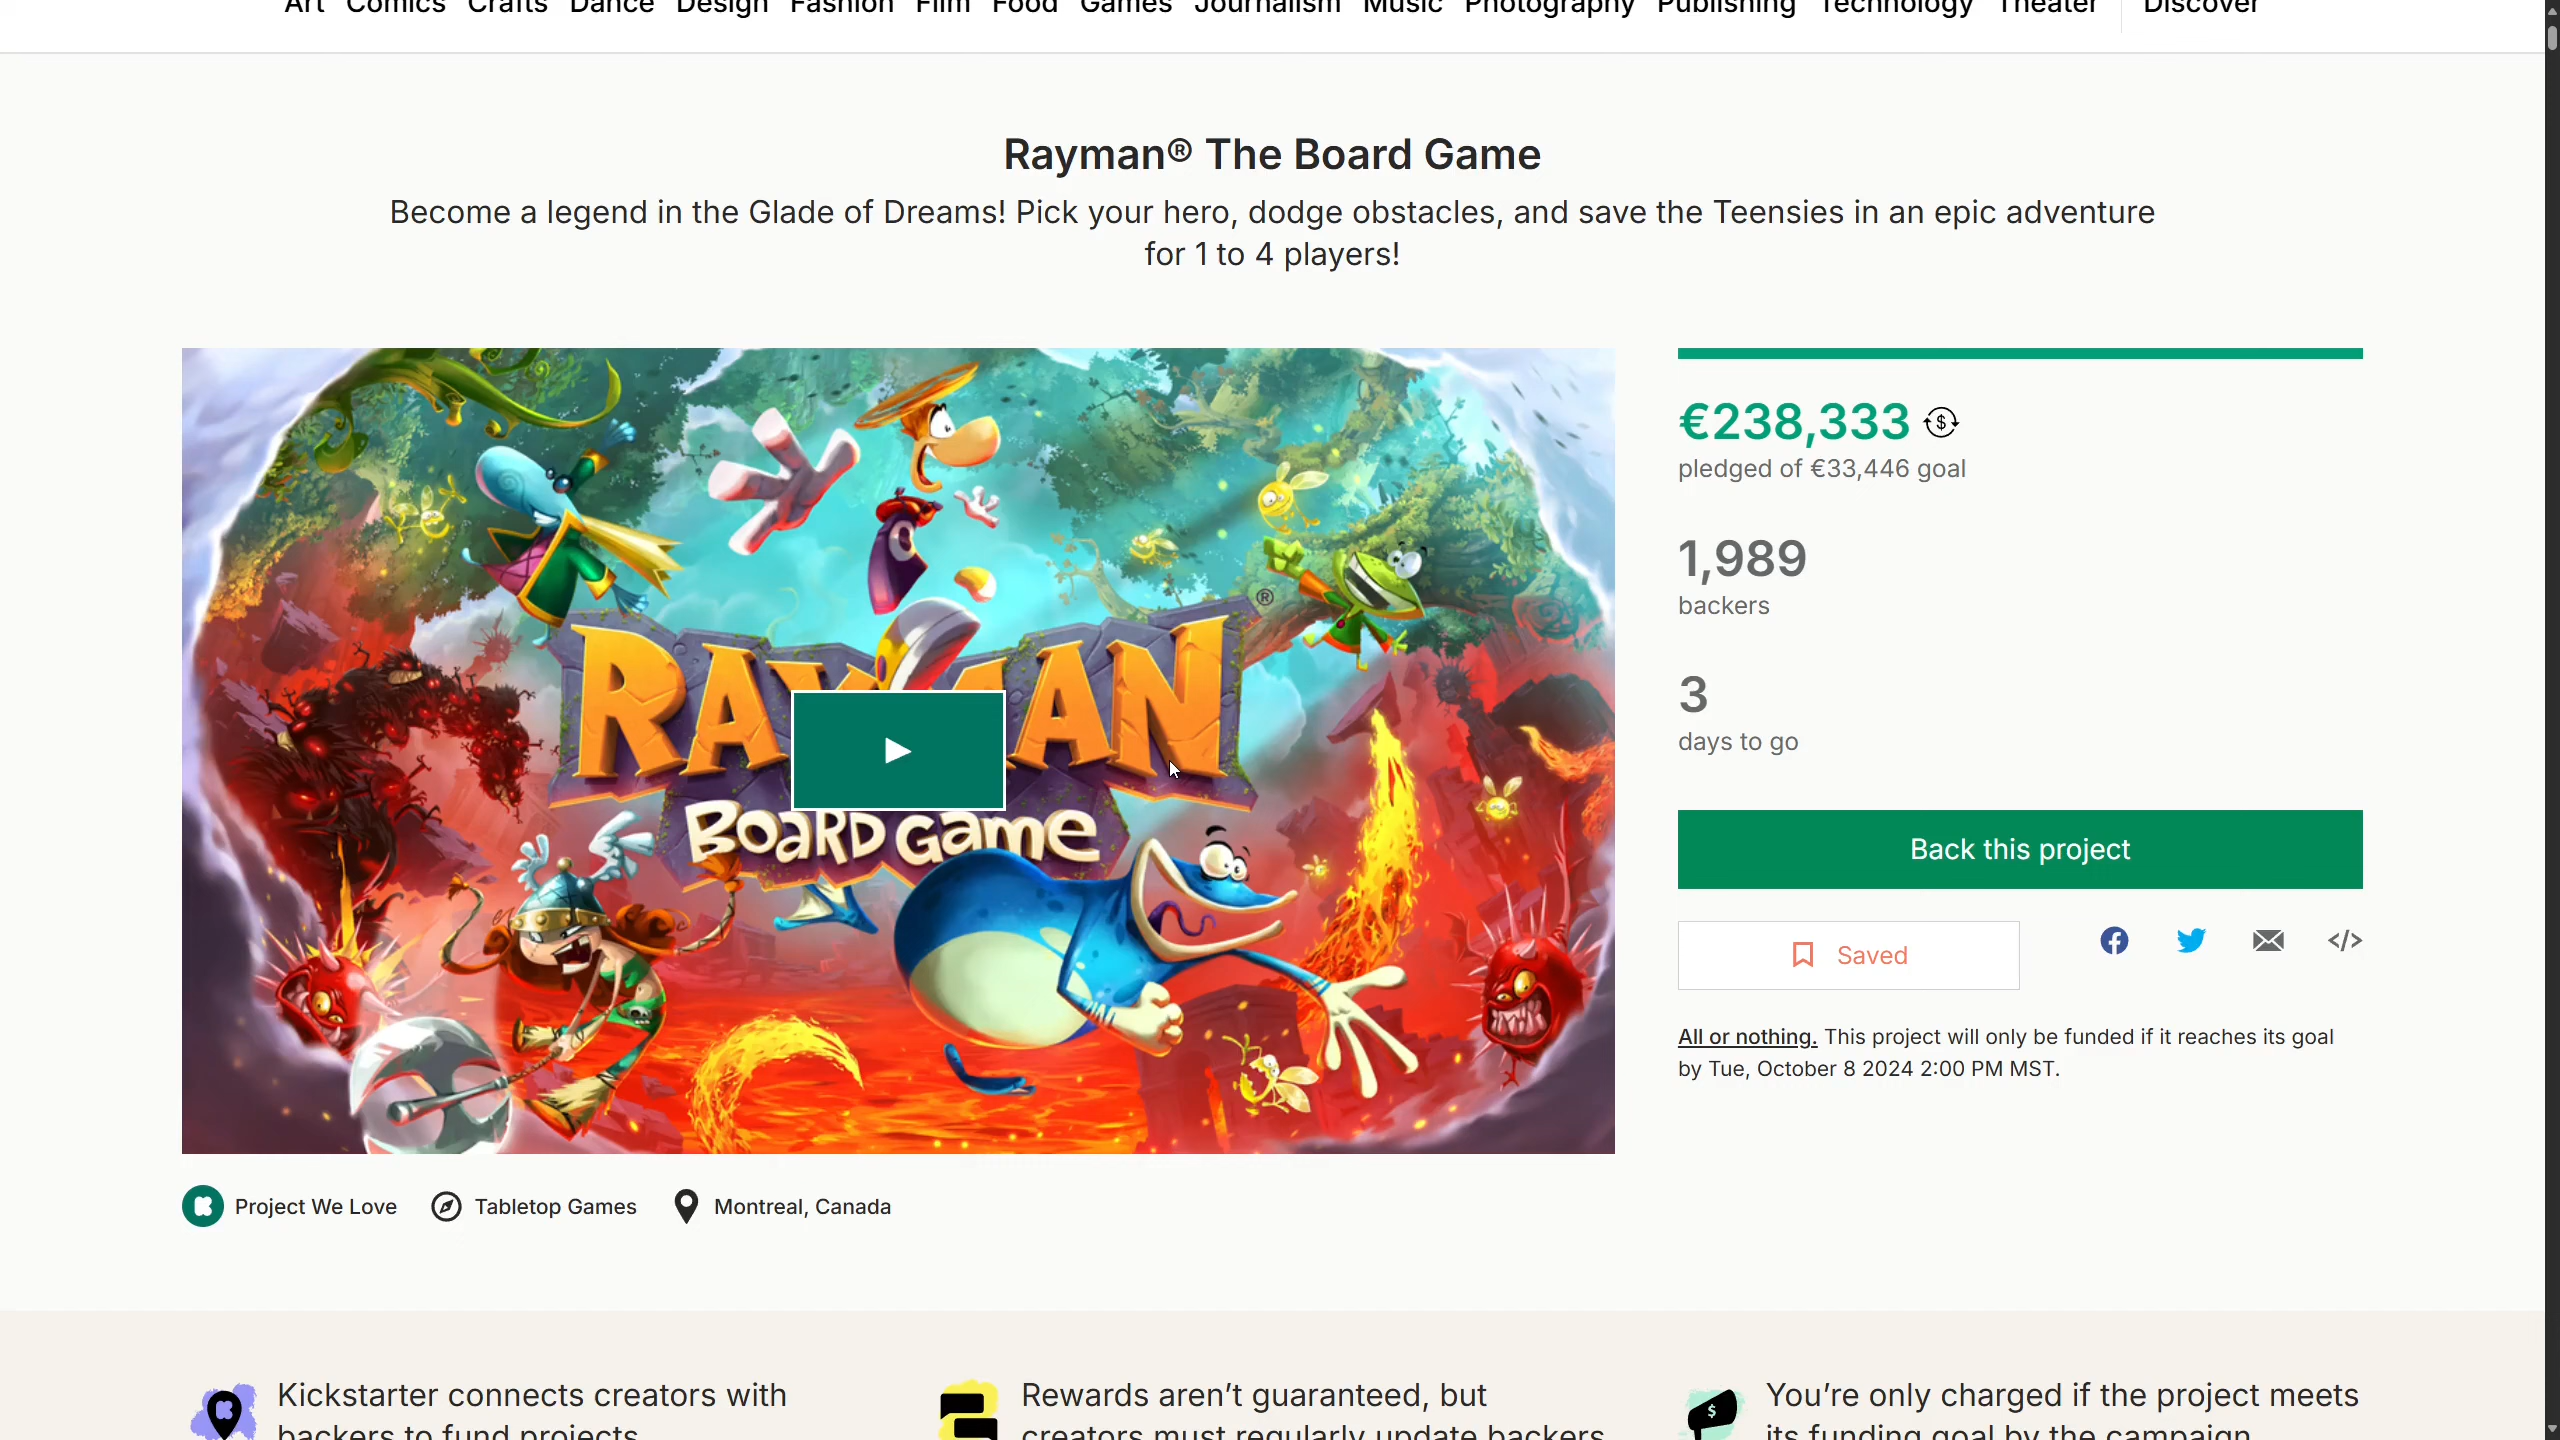 Art Comics Crafts Dance Design Fashion Film Food Games Journalism Music Photography Publishing Technology Theater Discover
Rayman® The Board Game
Become a legend in the Glade of Dreams! Pick your hero, dodge obstacles, and save the Teensies in an epic adventure
for 1 to 4 players!
€238,333
pledged of €33,446 goal
1,989
backers
3
days to go
RAYMAN®
BOARD GAME
Back this project
Saved
All or nothing. This project will only be funded if it reaches its goal
by Tue, October 8 2024 2:00 PM MST.
Project We Love Tabletop Games Montreal, Canada
Kickstarter connects creators with
backers to fund projects.
Rewards aren’t guaranteed, but
creators must regularly update backers.
You’re only charged if the project meets
its funding goal by the campaign